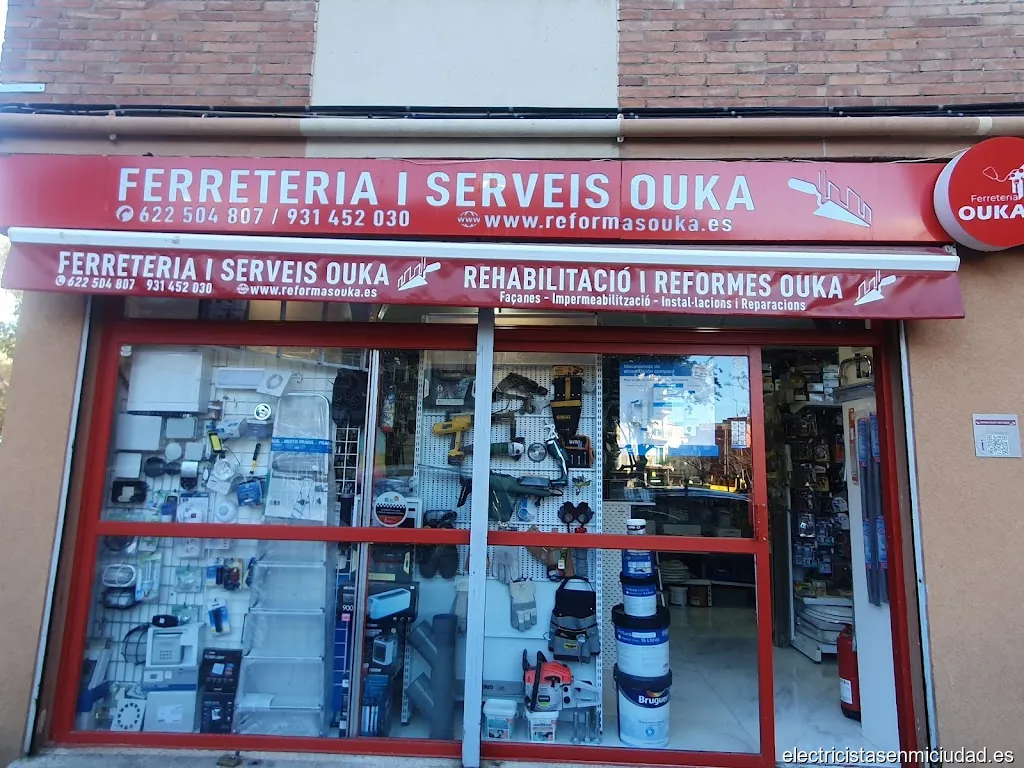 FERRETERIA I SERVEIS OUKA
622 504 807 / 931 452 030
www.reformasouka.es
Ferreteria
OUKA
FERRETERIA I SERVEIS OUKA
622 504 807 931 452 030
www.reformasouka.es
REHABILITACIÓ I REFORMES OUKA
Façanes - Impermeabilització - Instal·lacions i Reparacions
900
Bruguer
electricistasenmiciudad.es